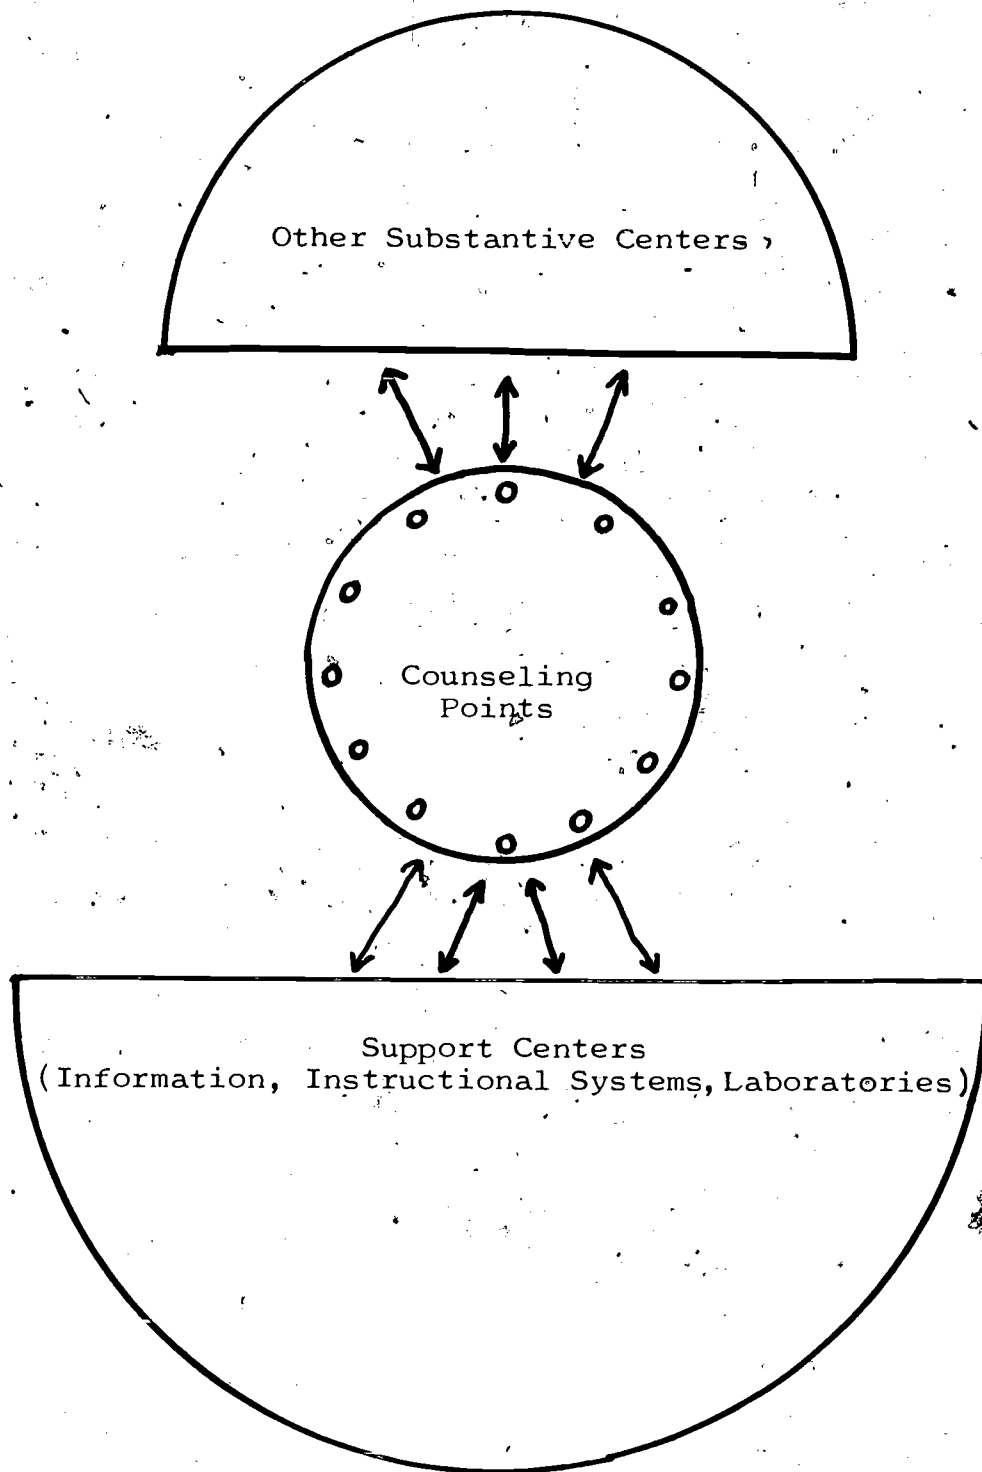 Other Substantive Centers
Counseling
Points
Support Centers
(Information, Instructional Systems, Laboratories)